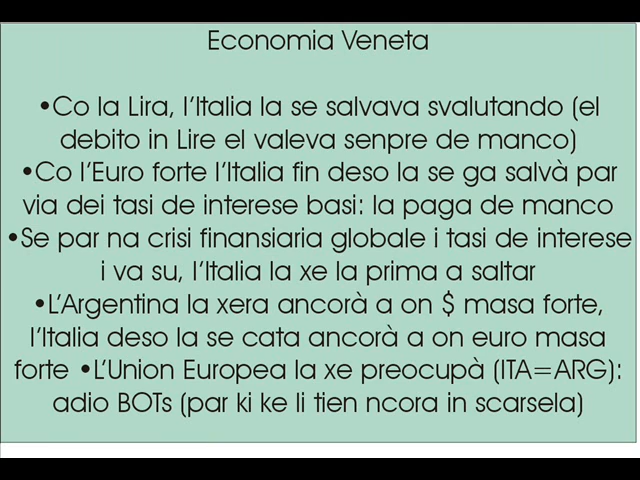 Economia Veneta
•Co la Lira, l'Italia la se salvava svalutando (el
debito in Lire el valeva senpre de manco)
•Co l'Euro forte l'Italia fin deso la se ga salvà par
via dei tasi de interese basi: la paga de manco
•Se par na crisi finansiaria globale i tasi de interese
i va su, l'Italia la xe la prima a saltar
•L'Argentina la xera ancorà a on $ masa forte,
l'Italia deso la se cata ancorà a on euro masa
forte •L'Union Europea la xe preocupà (ITA=ARG):
adio BOTs (par ki ke li tien ncora in scarsela)